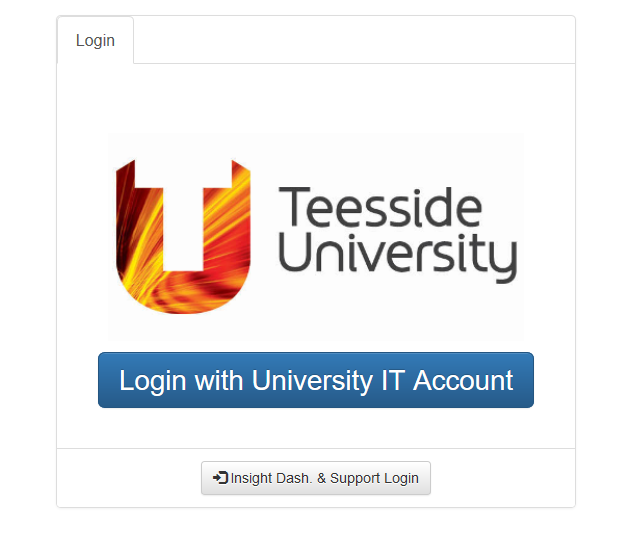 Login
Teesside
University
Login with University IT Account
Insight Dash. & Support Login